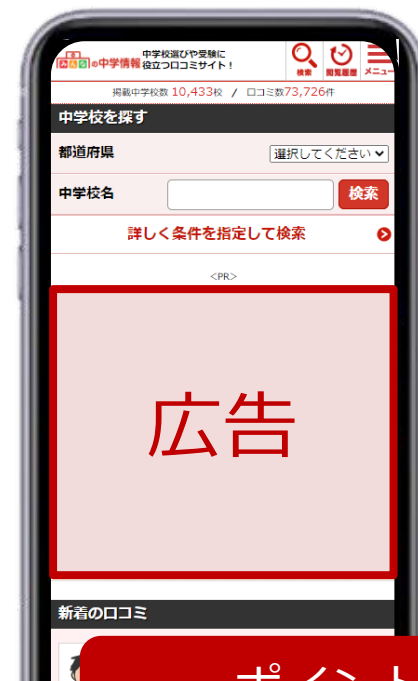 みんなの中学情報
中学校選びや受験に
役立つ口コミサイト!
検索
閲覧履歴
メニュー
掲載中学校数 10,433校 / 口コミ数73,726件
中学校を探す
都道府県
選択してください
中学校名
検索
詳しく条件を指定して検索
<PR>
広告
新着の口コミ
ポイント